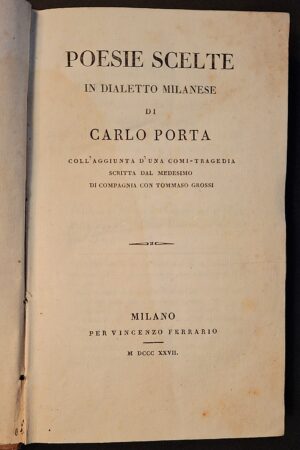 POESIE SCELTE
IN DIALETTO MILANESE
DI
CARLO PORTA
COLL'AGGIUNTA D'UNA COMI-TRAGEDIA
SCRITTA DAL MEDESIMO
DI COMPAGNIA CON TOMMASO GROSSI
MILANO
PER VINCENZO FERRARIO
M DCCC XXVII.